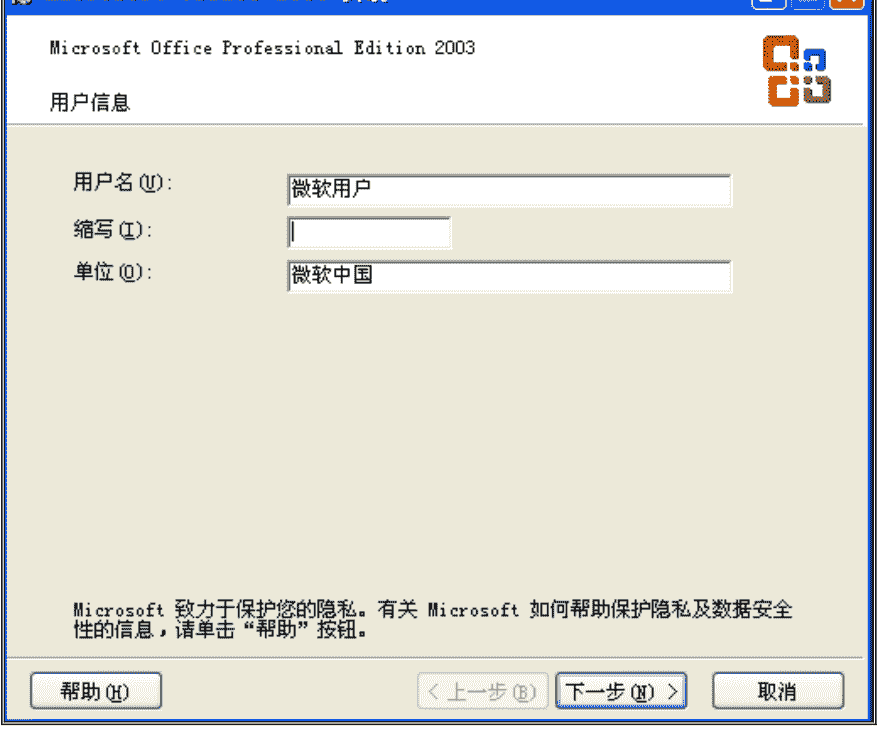 Microsoft Office Professional Edition 2003
用户信息
用户名(U):
微软用户
缩写(I):
单位(O):
微软中国
Microsoft 致力于保护您的隐私。有关 Microsoft 如何帮助保护隐私及数据安全
性的信息，请单击“帮助”按钮。
帮助(H)
< 上一步(B)
下一步(N) >
取消